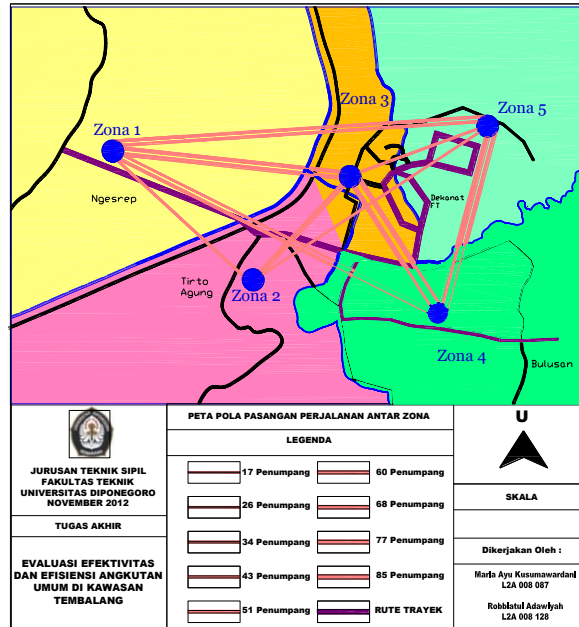 Zona 3
Zona 5
Zona 1
Ngesrep
Dekanat
FT
Tirto
Agung
Zona 2
Zona 4
Bulusan
JURUSAN TEKNIK SIPIL
FAKULTAS TEKNIK
UNIVERSITAS DIPONEGORO
NOVEMBER 2012
TUGAS AKHIR
EVALUASI EFEKTIVITAS
DAN EFISIENSI ANGKUTAN
UMUM DI KAWASAN
TEMBALANG
PETA POLA PASANGAN PERJALANAN ANTAR ZONA
LEGENDA
17 Penumpang
60 Penumpang
26 Penumpang
68 Penumpang
34 Penumpang
77 Penumpang
43 Penumpang
85 Penumpang
51 Penumpang
RUTE TRAYEK
U
SKALA
Dikerjakan Oleh :
Maria Ayu Kusumawardani
L2A 008 087
Robbiatul Adawiyah
L2A 008 128